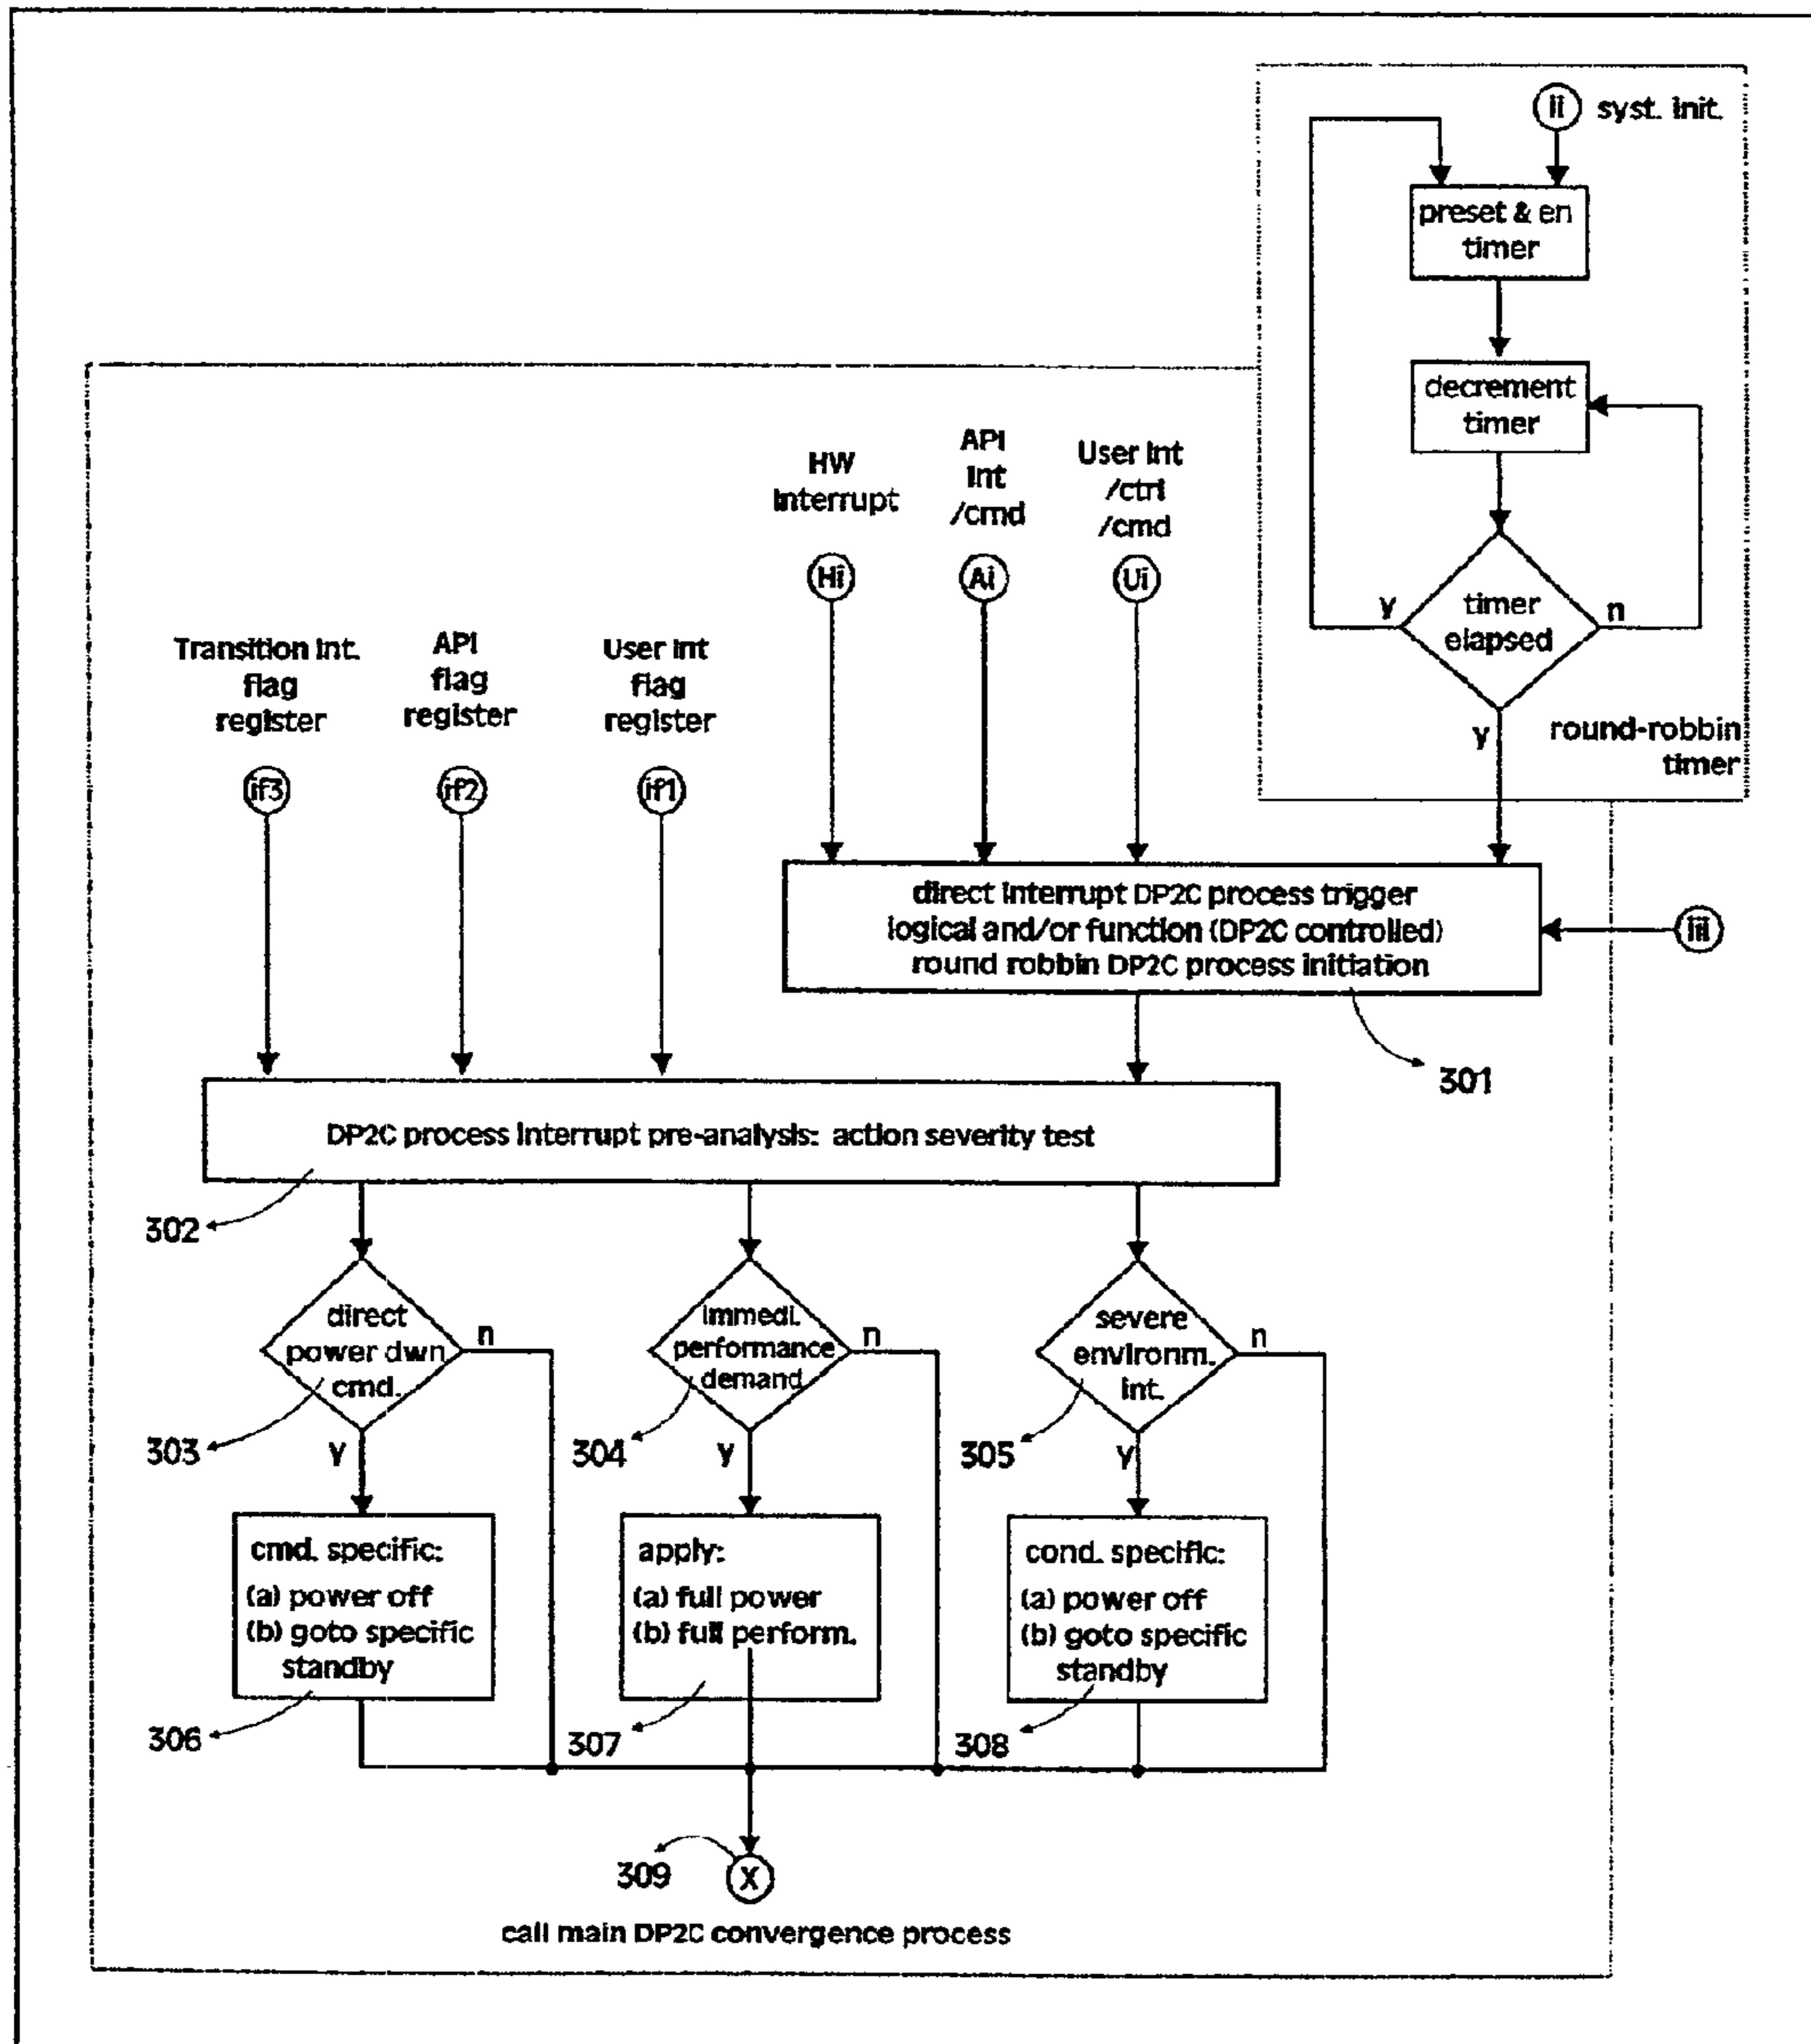 ii syst. init.
preset & en
timer
decrement
timer
timer
elapsed
y
n
y
round-robbin
timer
HW
Interrupt
API
Int
/cmd
User Int
/ctrl
/cmd
Hi
Ai
Ui
Transition Int.
flag
register
API
flag
register
User Int
flag
register
if3
if2
if1
direct Interrupt DP2C process trigger
logical and/or function (DP2C controlled)
round robbin DP2C process initiation
iii
301
DP2C process Interrupt pre-analysis: action severity test
302
direct
power dwn
cmd.
n
y
303
immedi.
performance
demand
n
y
304
severe
environm.
int.
n
y
305
cmd. specific:
(a) power off
(b) goto specific
standby
306
apply:
(a) full power
(b) full perform.
307
cond. specific:
(a) power off
(b) goto specific
standby
308
309
X
call main DP2C convergence process